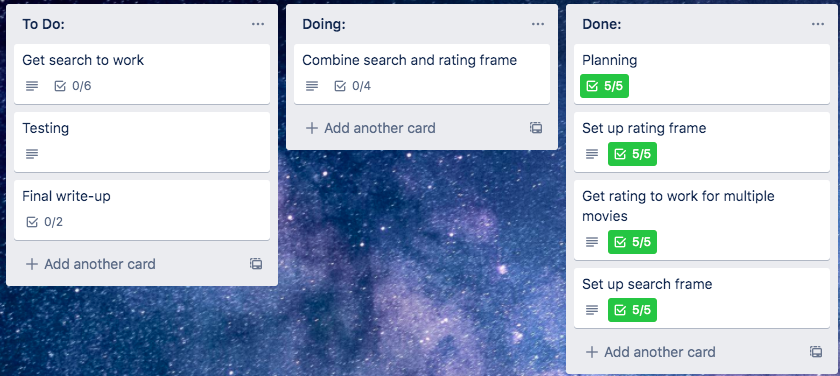 To Do:
Get search to work
0/6
Testing
Final write-up
0/2
Add another card
Doing:
Combine search and rating frame
0/4
Add another card
Done:
Planning
5/5
Set up rating frame
5/5
Get rating to work for multiple
movies
5/5
Set up search frame
5/5
Add another card